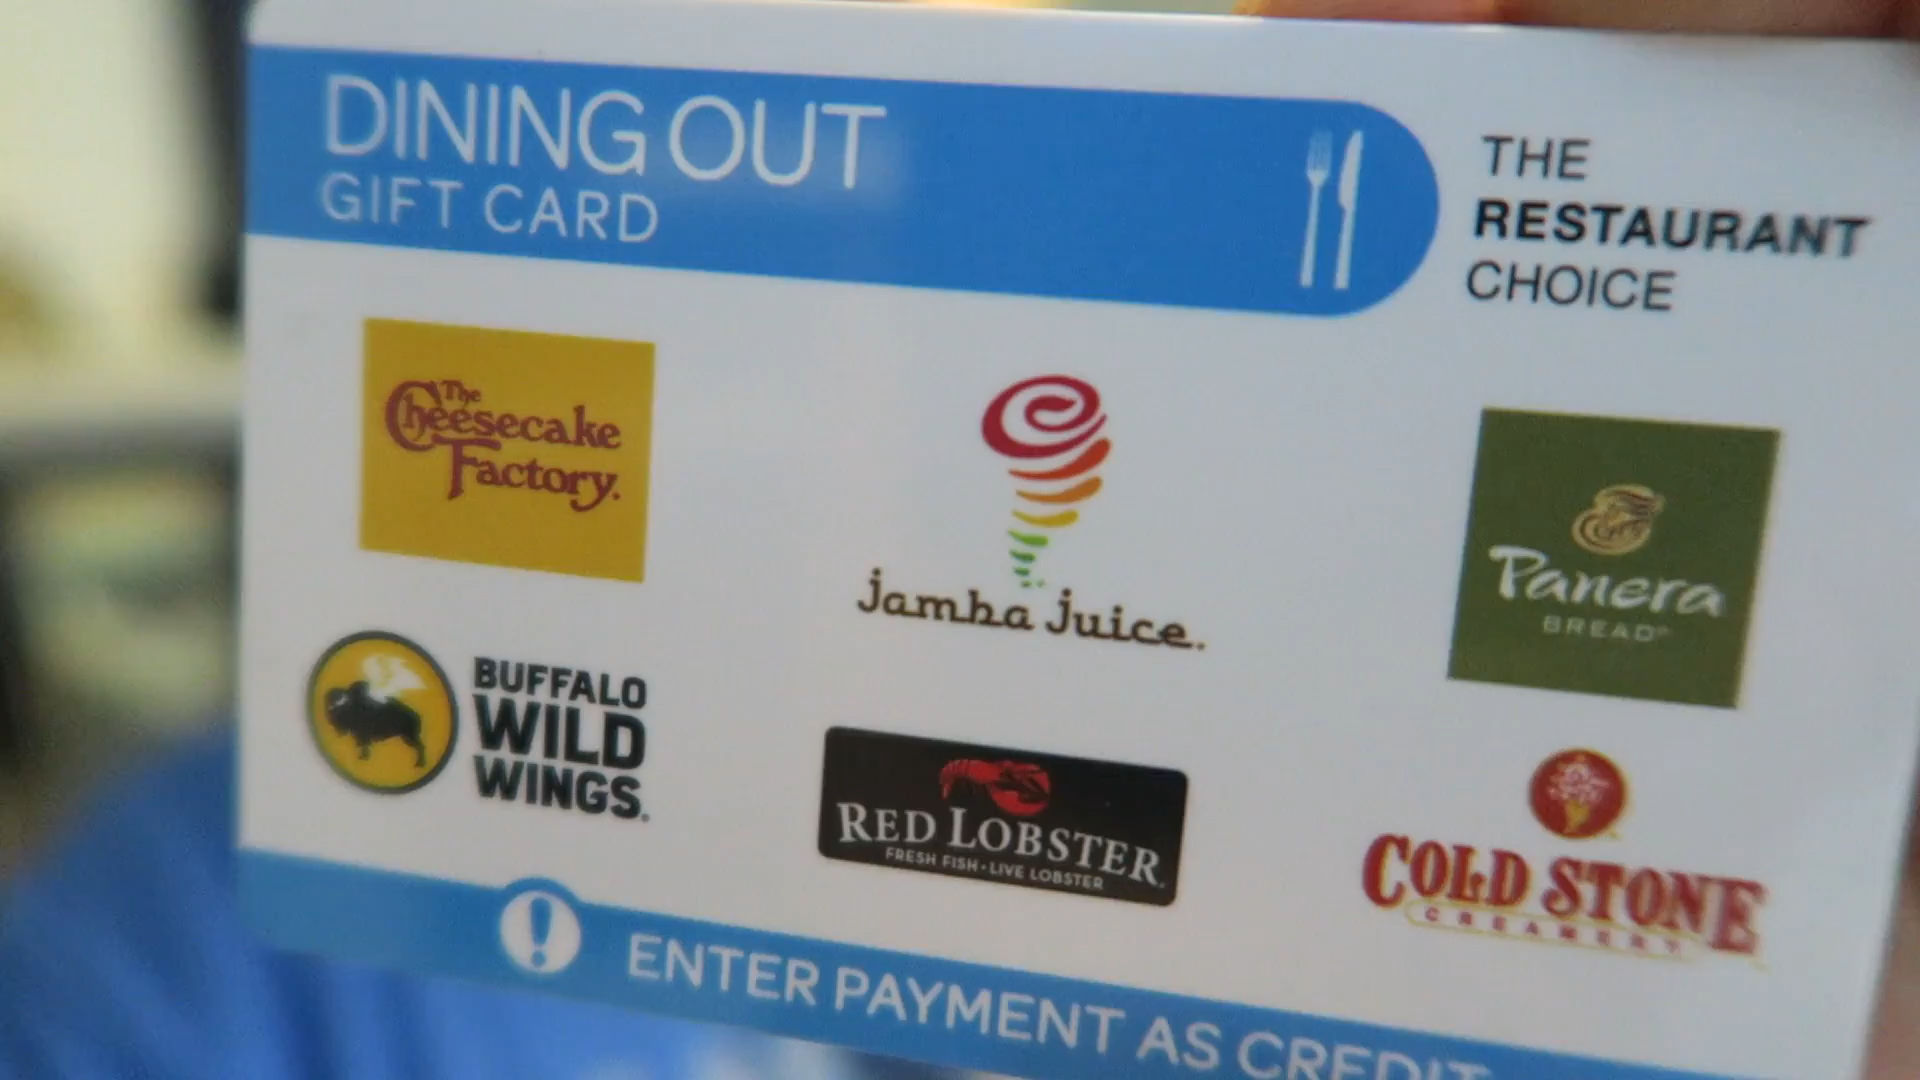 DINING OUT
GIFT CARD
THE
RESTAURANT
CHOICE
The
Cheesecake
Factory.
jamba juice.
Panera
BREAD®
BUFFALO
WILD
WINGS.
RED LOBSTER.
FRESH FISH • LIVE LOBSTER
COLD STONE
CREAMERY
! ENTER PAYMENT AS CREDIT